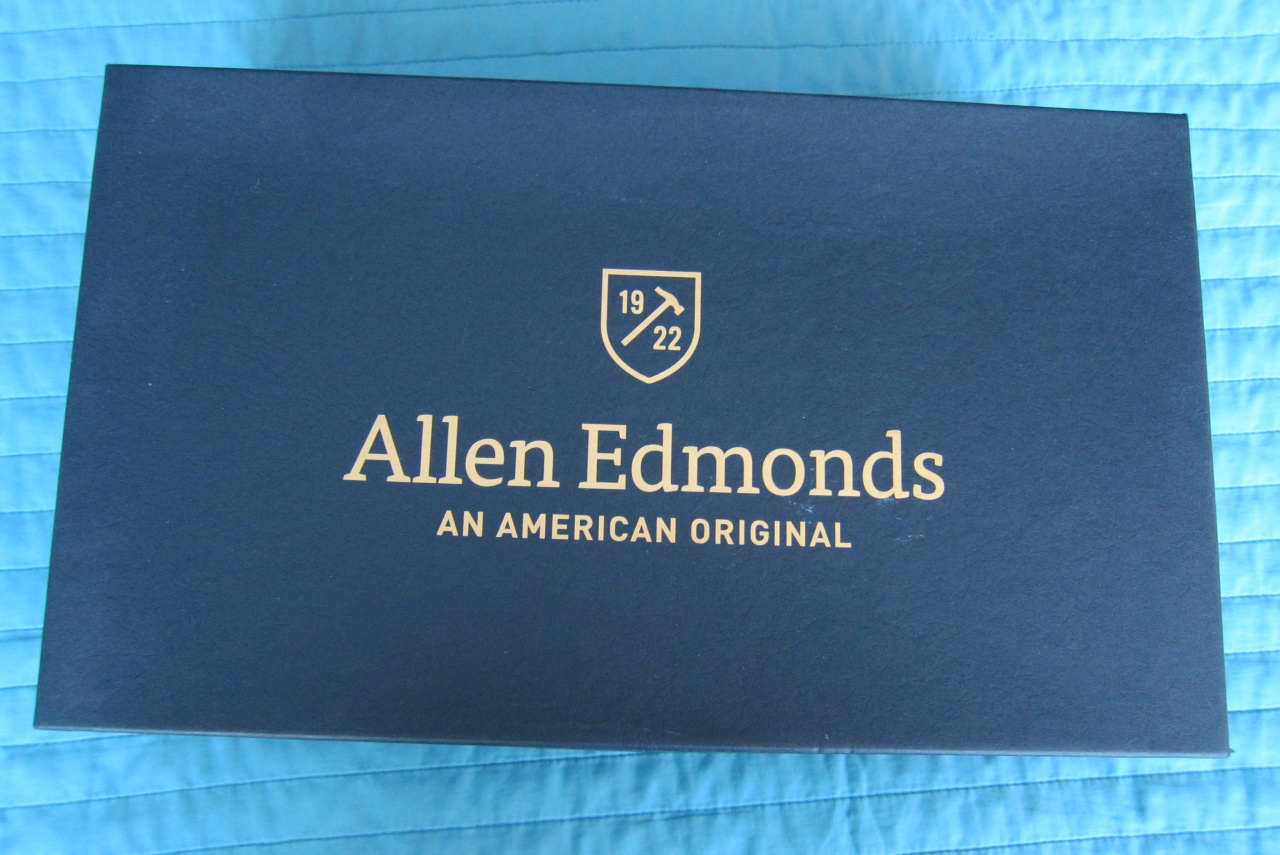 19
22
Allen Edmonds
AN AMERICAN ORIGINAL